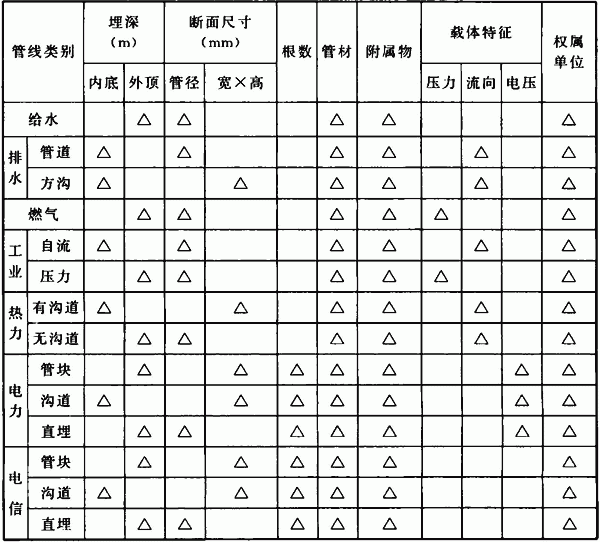 管线类别 埋深 (m) 断面尺寸 (mm) 根数 管材 附属物 载体特征 权属单位
内底 外顶 管径 宽×高 压力 流向 电压
给水 △ △ △ △ △
排水 管道 △ △ △ △ △ △
方沟 △ △ △ △ △ △
燃气 △ △ △ △ △ △
工业 自流 △ △ △ △ △ △
压力 △ △ △ △ △ △
热力 有沟道 △ △ △ △ △ △
无沟道 △ △ △ △ △ △
电力 管块 △ △ △ △ △ △ △
沟道 △ △ △ △ △ △ △
直埋 △ △ △ △ △ △ △
电信 管块 △ △ △ △ △ △
沟道 △ △ △ △ △ △
直埋 △ △ △ △ △ △